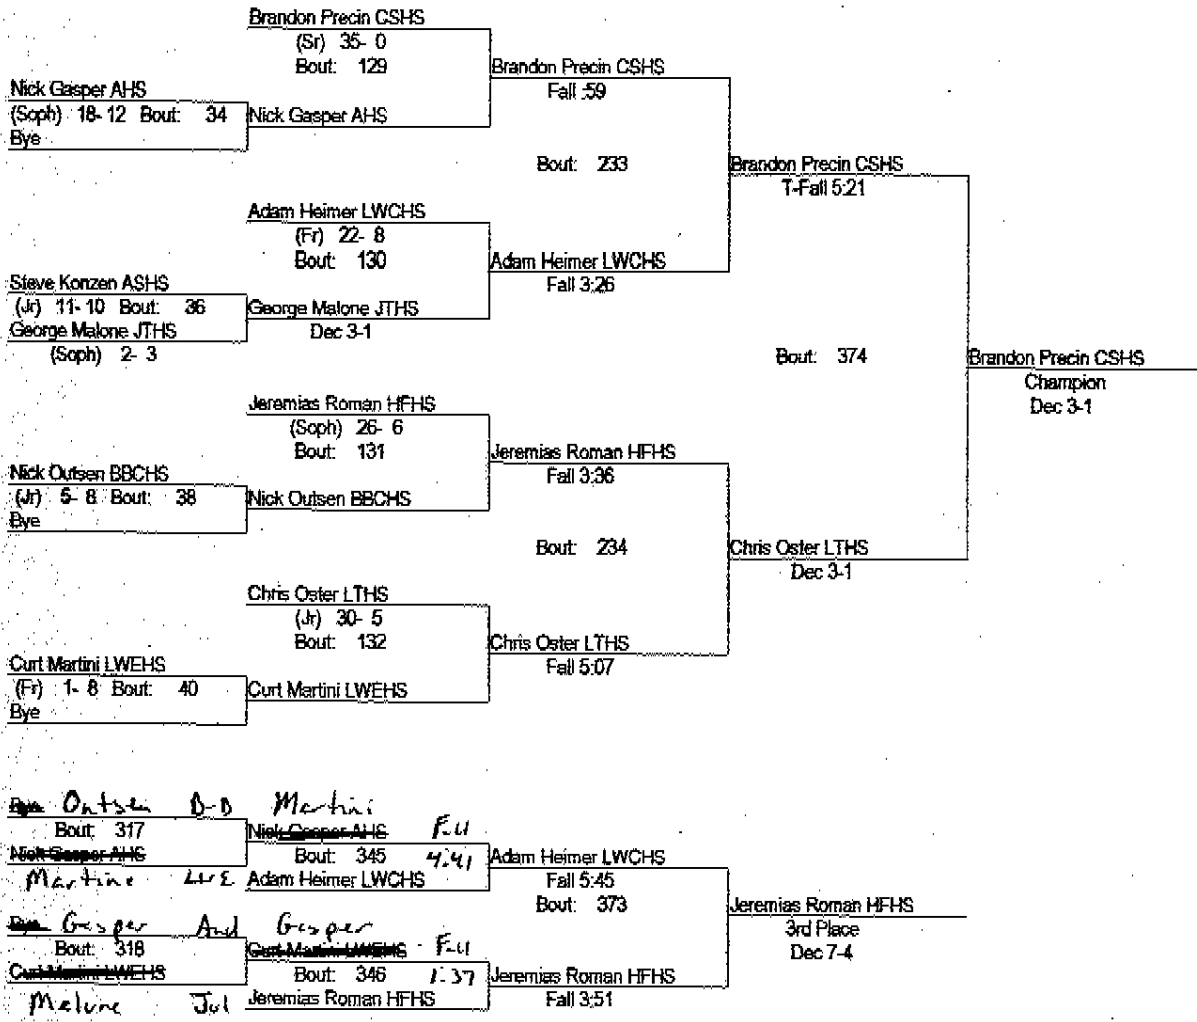 Brandon Precin CSHS
(Sr) 35- 0
Bout: 129
Brandon Precin CSHS
Fall :59
Nick Gasper AHS
(Soph) 18- 12 Bout: 34
Nick Gasper AHS
Bye
Bout: 233
Brandon Precin CSHS
T-Fall 5:21
Adam Heimer LWCHS
(Fr) 22- 8
Bout: 130
Adam Heimer LWCHS
Fall 3:26
Steve Konzen ASHS
(Jr) 11- 10 Bout: 36
George Malone JTHS
Dec 3-1
George Malone JTHS
(Soph) 2- 3
Bout: 374
Brandon Precin CSHS
Champion
Dec 3-1
Jeremias Roman HFHS
(Soph) 26- 6
Bout: 131
Jeremias Roman HFHS
Fall 3:36
Nick Outsen BBCHS
(Jr) 5- 8 Bout: 38
Nick Outsen BBCHS
Bye
Bout: 234
Chris Oster LTHS
Dec 3-1
Chris Oster LTHS
(Jr) 30- 5
Bout: 132
Chris Oster LTHS
Fall 5:07
Curt Martini LWEHS
(Fr) 1- 8 Bout: 40
Curt Martini LWEHS
Bye
Bye Outsen B-B Martini
Bout: 317
Nick Gasper AHS Fall
Nick Gasper AHS
Bout: 345 4:41
Adam Heimer LWCHS
Fall 5:45
Martine LWE Adam Heimer LWCHS
Bout: 373
Jeremias Roman HFHS
3rd Place
Dec 7-4
Bye Gasper And Gasper
Bout: 318
Curt Martini LWEHS Fall
Curt Martini LWEHS
Bout: 346 1:37
Jeremias Roman HFHS
Fall 3:51
Malone Jol Jeremias Roman HFHS